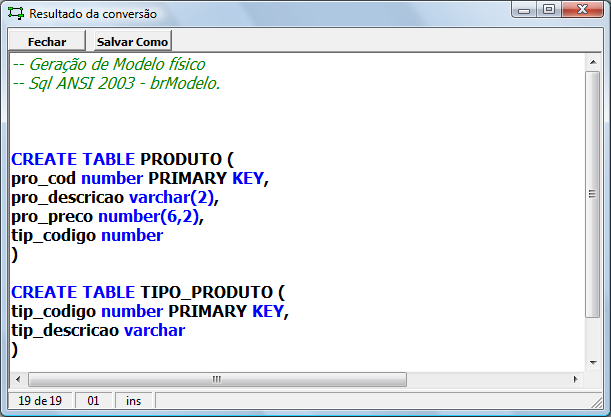 Resultado da conversão
Fechar
Salvar Como
-- Geração de Modelo físico
-- Sql ANSI 2003 - brModelo.
CREATE TABLE PRODUTO (
pro_cod number PRIMARY KEY,
pro_descricao varchar(2),
pro_preco number(6,2),
tip_codigo number
)
CREATE TABLE TIPO_PRODUTO (
tip_codigo number PRIMARY KEY,
tip_descricao varchar
)
19 de 19
01
ins